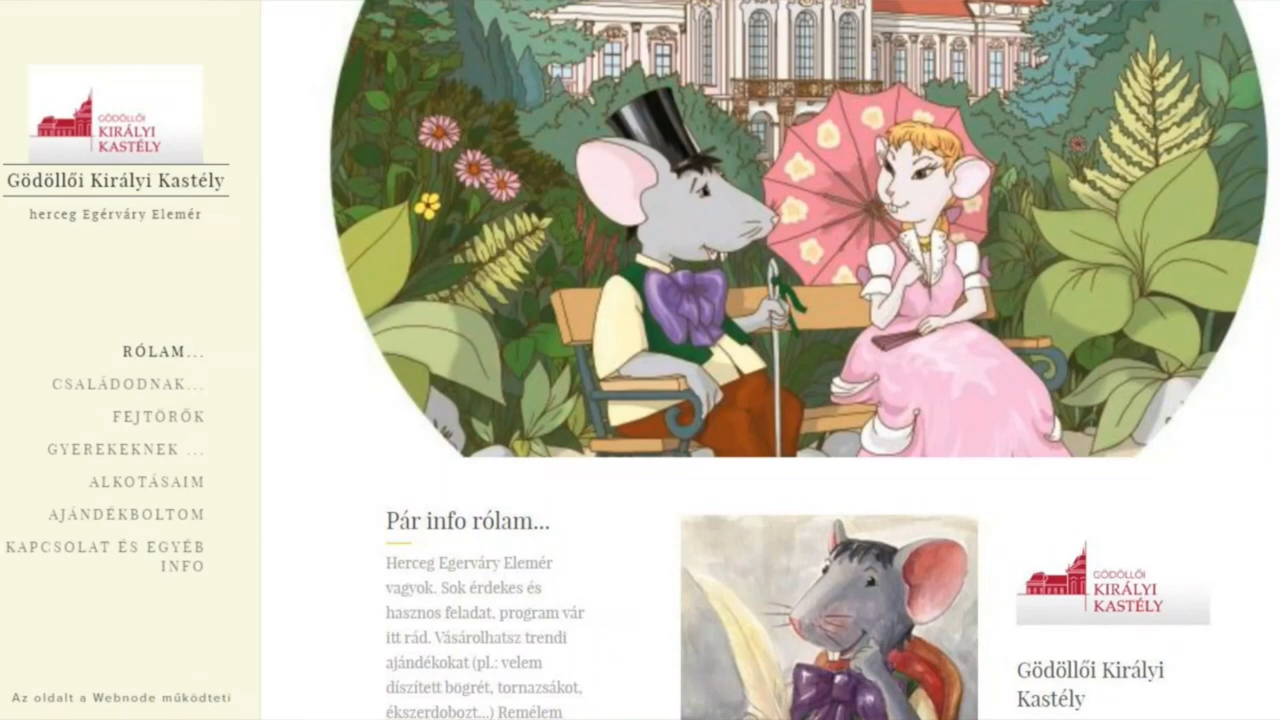 GÖDÖLLŐI
KIRÁLYI
KASTÉLY
Gödöllői Királyi Kastély
herceg Egérváry Elemér
RÓLAM...
CSALÁDODNAK...
FEJTÖRŐK
GYEREKEKNEK ...
ALKOTÁSAIM
AJÁNDÉKBOLTOM
KAPCSOLAT ÉS EGYÉB
INFO
Az oldalt a Webnode működteti
Pár info rólam...
Herceg Egerváry Elemér
vagyok. Sok érdekes és
hasznos feladat, program vár
itt rád. Vásárolhatsz trendi
ajándékokat (pl.: velem
díszített bögrét, tornazsákot,
ékszerdobozt...) Remélem
GÖDÖLLŐI
KIRÁLYI
KASTÉLY
Gödöllői Királyi
Kastély